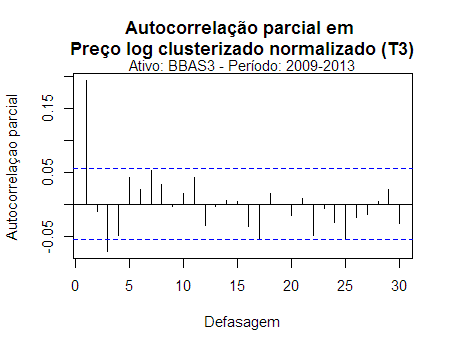 Autocorrelação parcial em
Preço log clusterizado normalizado (T3)
Ativo: BBAS3 - Período: 2009-2013
Autocorrelaçao parcial
0.15
0.05
-0.05
0 5 10 15 20 25 30
Defasagem